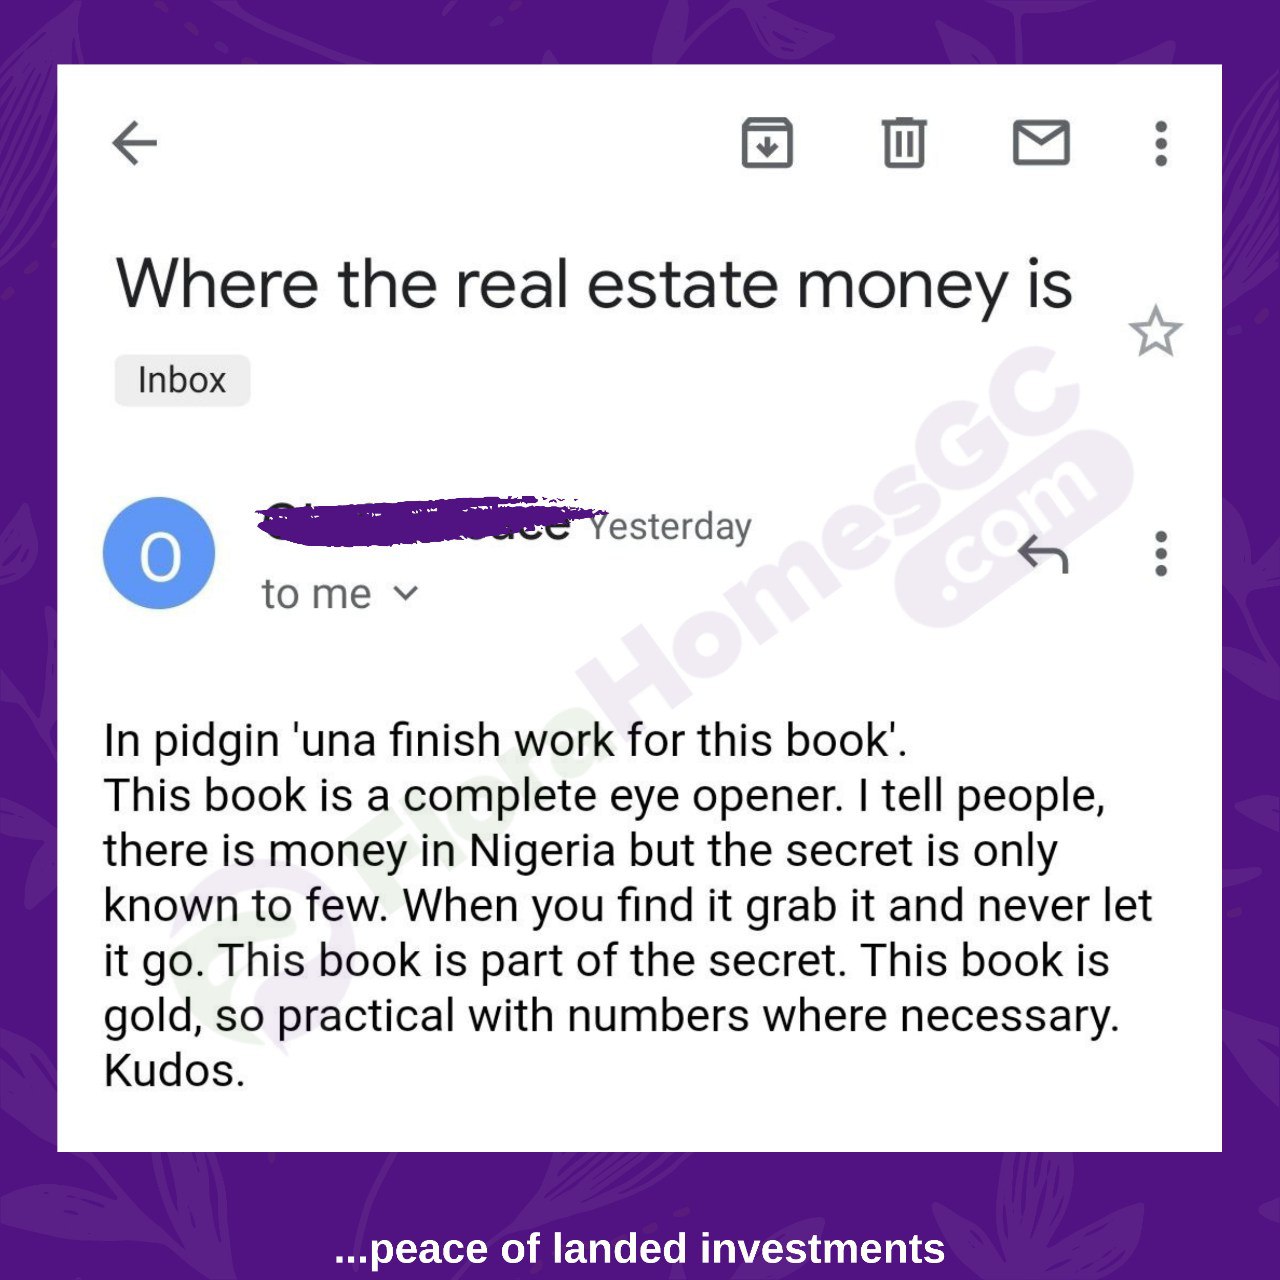 Where the real estate money is
Inbox
O
Yesterday
to me
FloraHomesGC
.com
In pidgin 'una finish work for this book'.
This book is a complete eye opener. I tell people,
there is money in Nigeria but the secret is only
known to few. When you find it grab it and never let
it go. This book is part of the secret. This book is
gold, so practical with numbers where necessary.
Kudos.
...peace of landed investments